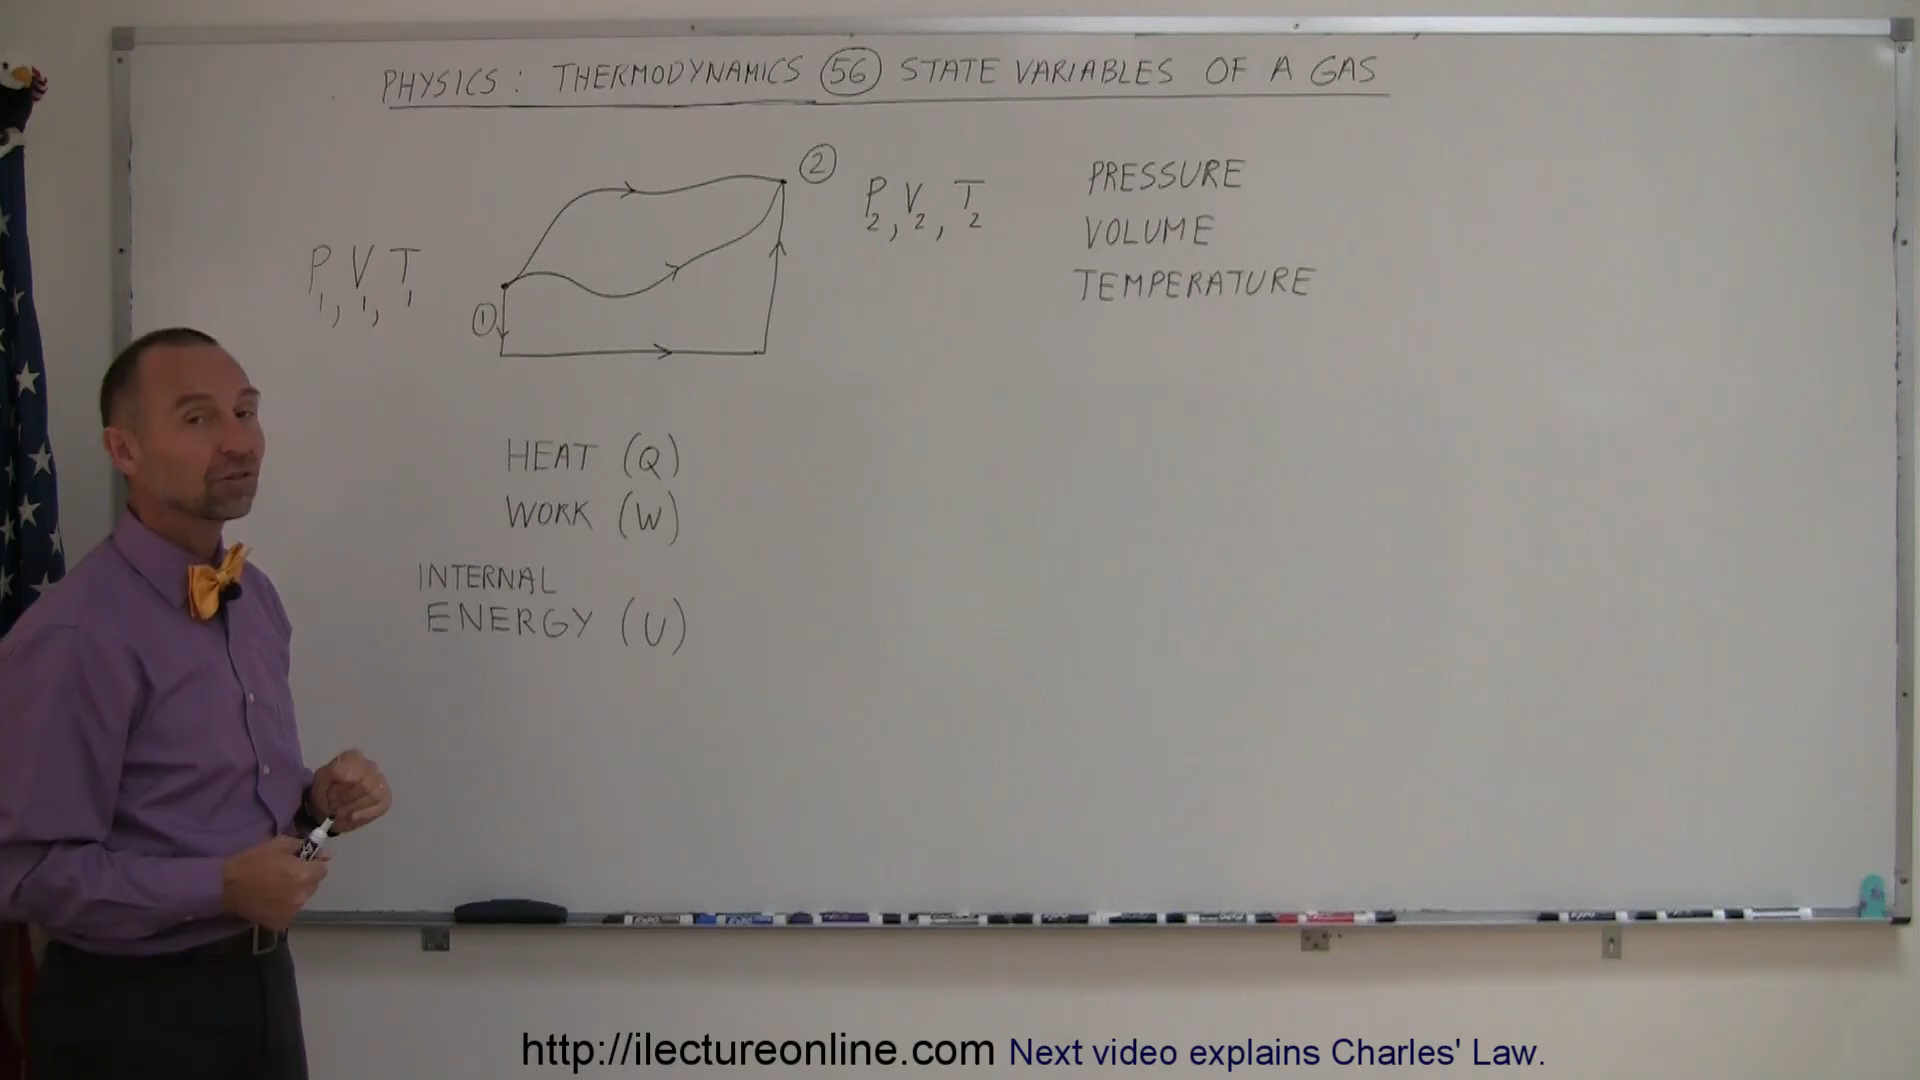 PHYSICS: THERMODYNAMICS 56 STATE VARIABLES OF A GAS
2
P2, V2, T2
P1, V1, T1
1
PRESSURE
VOLUME
TEMPERATURE
HEAT (Q)
WORK (W)
INTERNAL
ENERGY (U)
http://ilectureonline.com Next video explains Charles' Law.